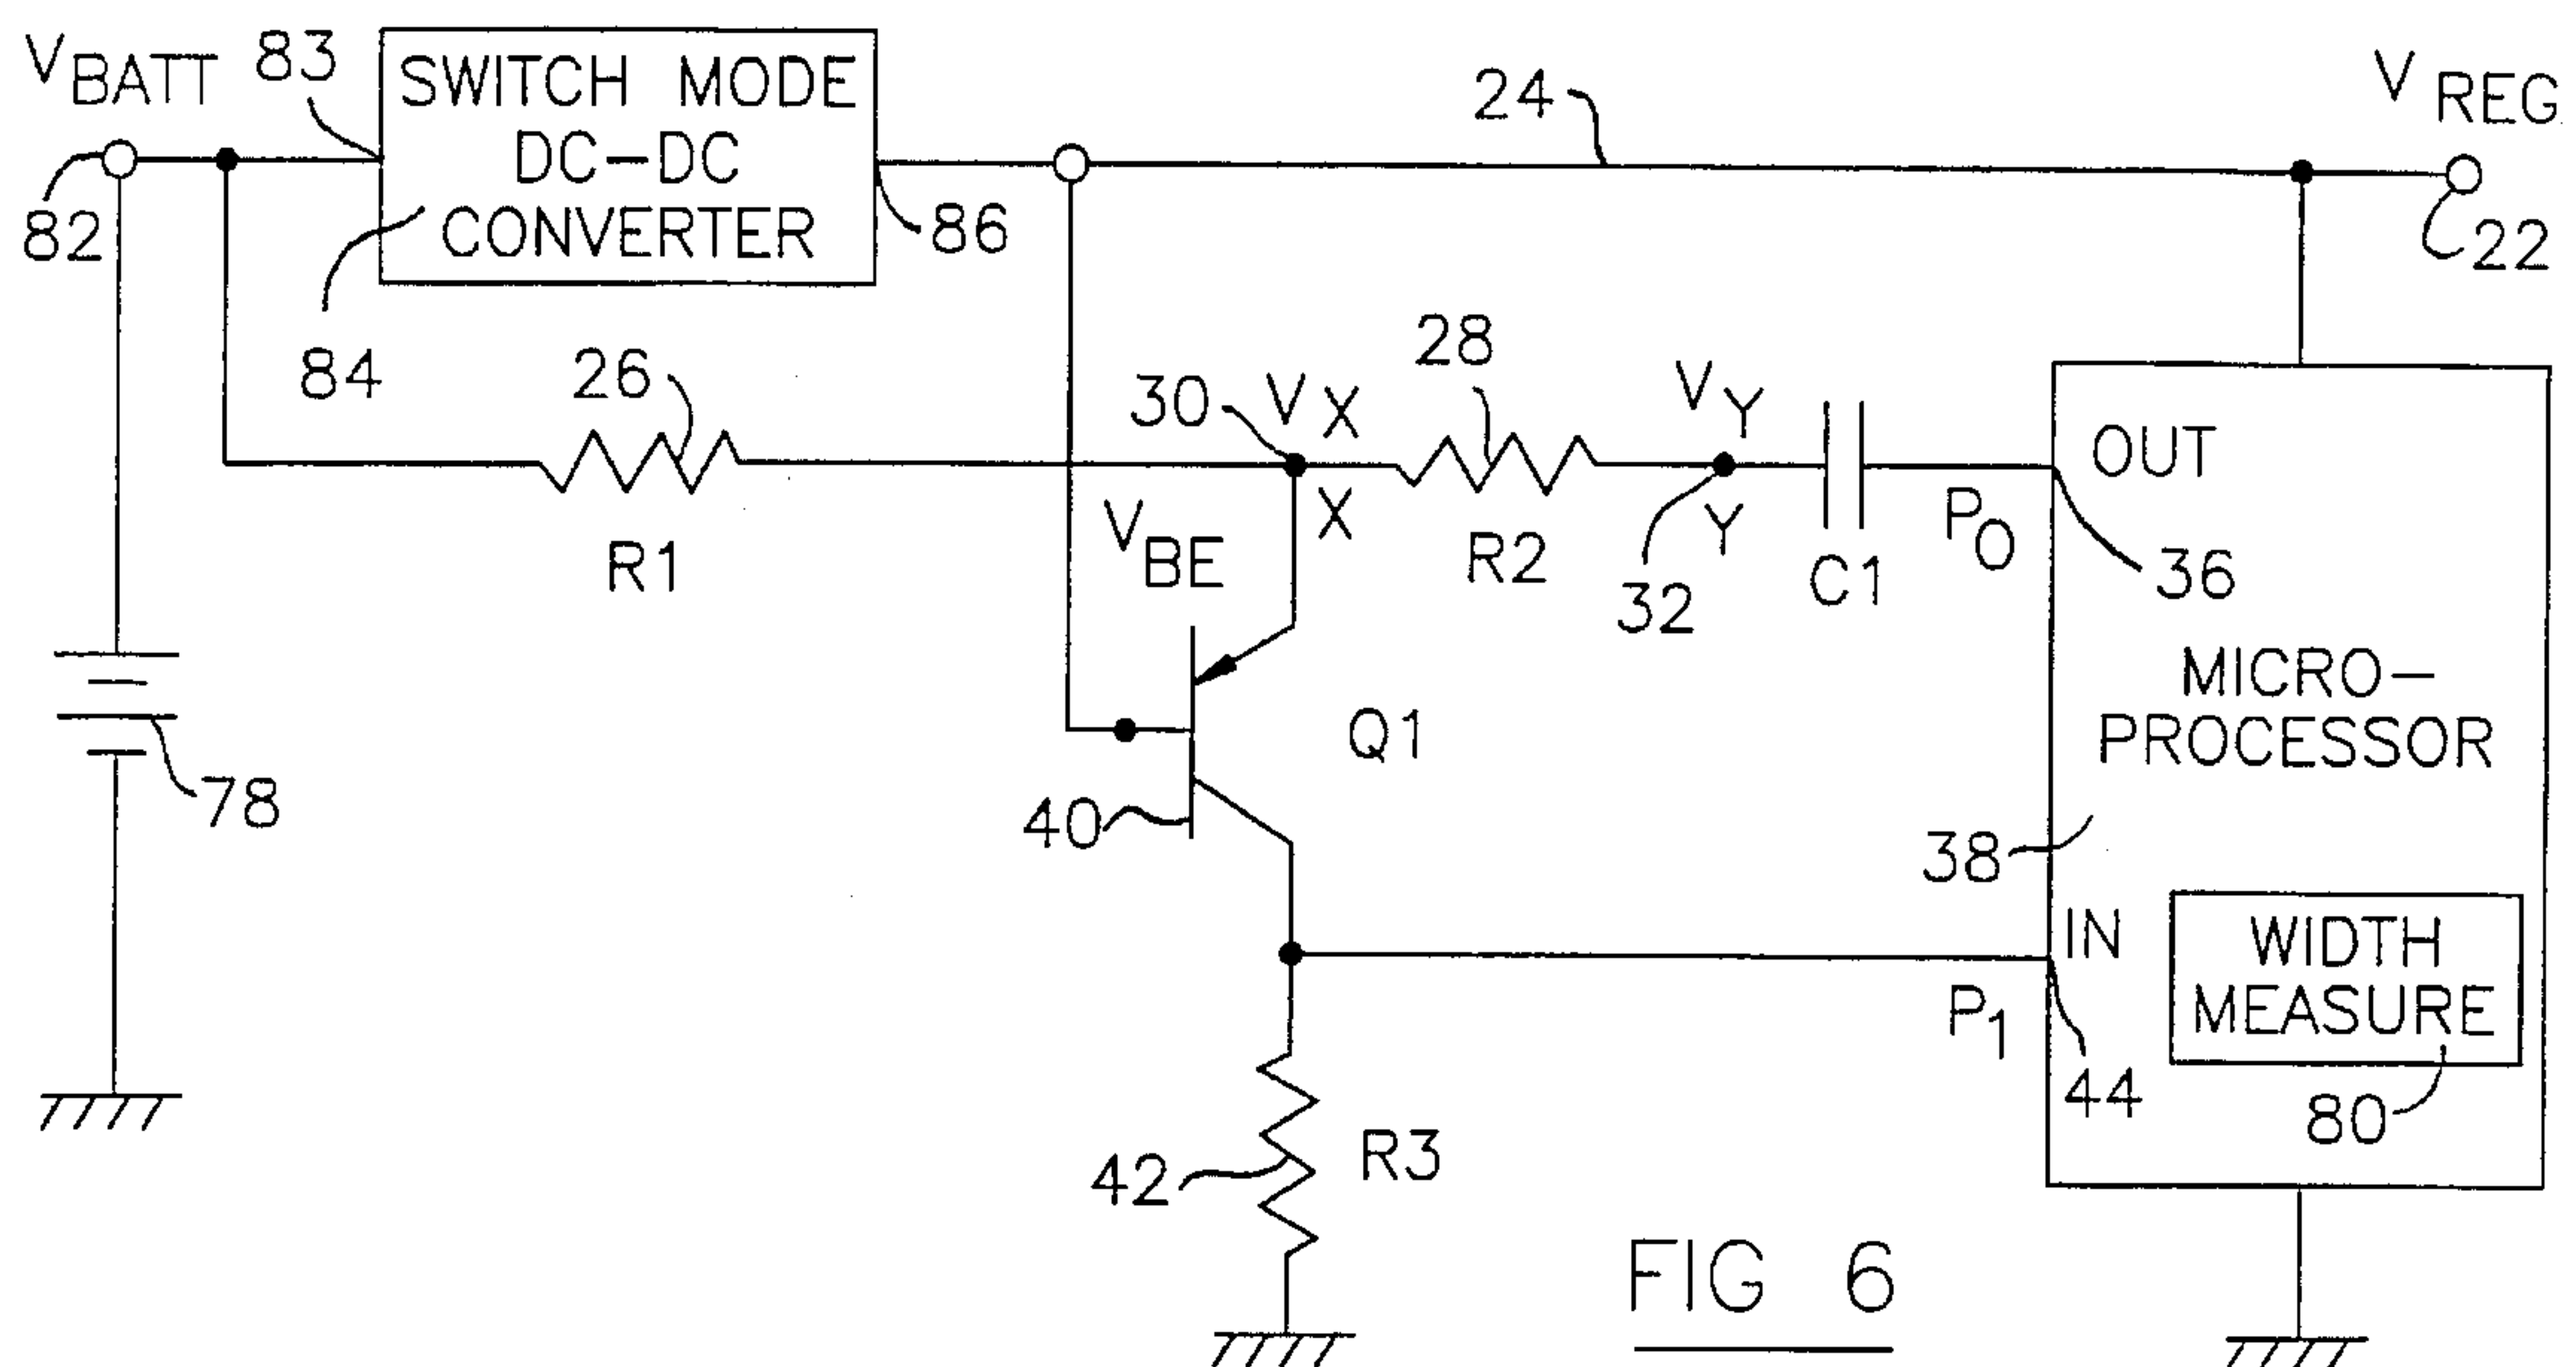 VBATT
83
SWITCH MODE
DC-DC
CONVERTER
82
84
86
24
VREG
22
26
R1
30
VX
X
28
R2
VY
Y
32
C1
P0
OUT
36
VBE
Q1
40
78
MICRO-
PROCESSOR
38
IN
P1
44
WIDTH
MEASURE
80
42
R3
FIG 6